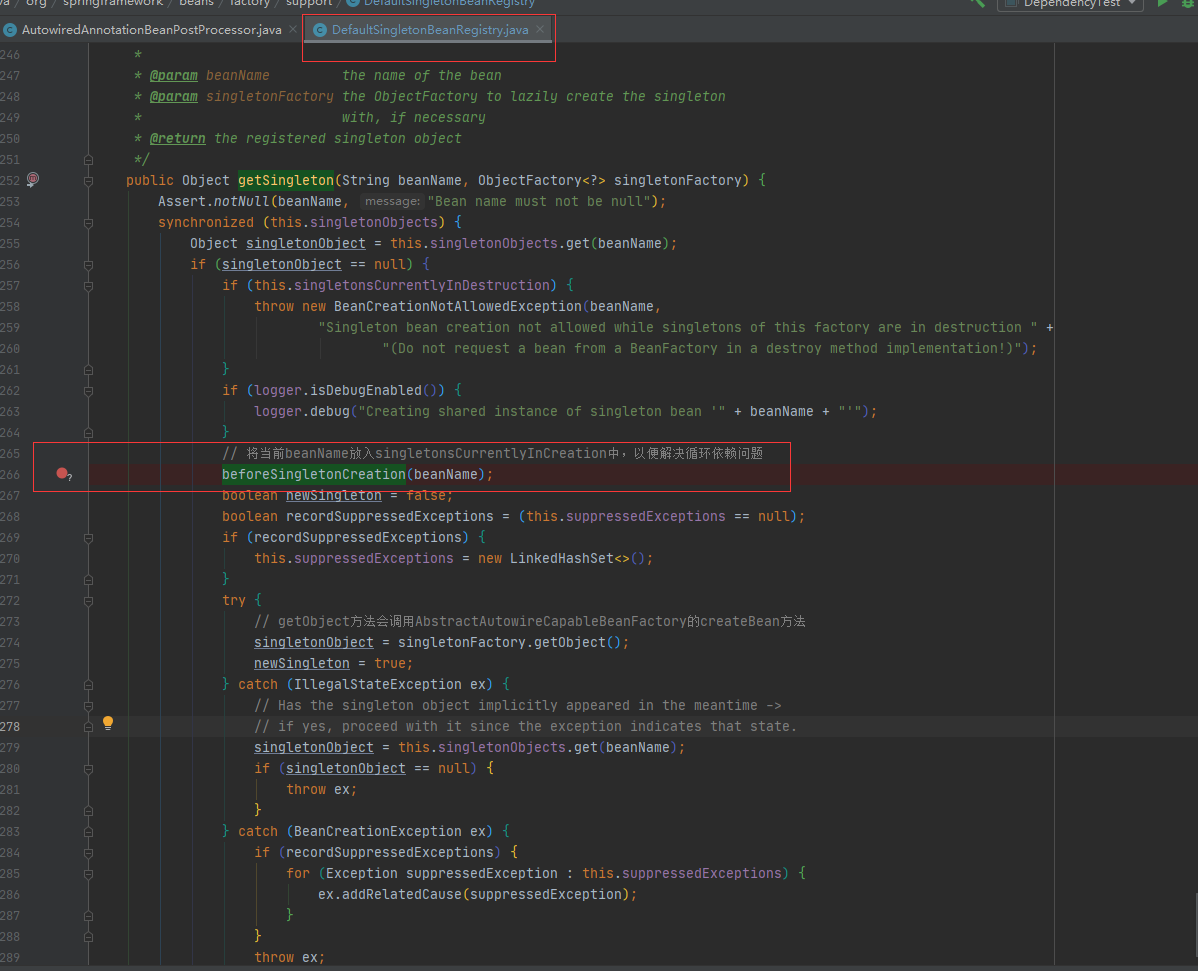 va / org / springframework / beans / factory / support / DefaultSingletonBeanRegistry
DependencyTest
AutowiredAnnotationBeanPostProcessor.java
DefaultSingletonBeanRegistry.java
246 *
247 * @param beanName the name of the bean
248 * @param singletonFactory the ObjectFactory to lazily create the singleton
249 * with, if necessary
250 * @return the registered singleton object
251 */
252 public Object getSingleton(String beanName, ObjectFactory<?> singletonFactory) {
253 Assert.notNull(beanName, message: "Bean name must not be null");
254 synchronized (this.singletonObjects) {
255 Object singletonObject = this.singletonObjects.get(beanName);
256 if (singletonObject == null) {
257 if (this.singletonsCurrentlyInDestruction) {
258 throw new BeanCreationNotAllowedException(beanName,
259 "Singleton bean creation not allowed while singletons of this factory are in destruction " +
260 "(Do not request a bean from a BeanFactory in a destroy method implementation!)");
261 }
262 if (logger.isDebugEnabled()) {
263 logger.debug("Creating shared instance of singleton bean '" + beanName + "'");
264 }
265 // 将当前beanName放入singletonsCurrentlyInCreation中，以便解决循环依赖问题
266 beforeSingletonCreation(beanName);
267 boolean newSingleton = false;
268 boolean recordSuppressedExceptions = (this.suppressedExceptions == null);
269 if (recordSuppressedExceptions) {
270 this.suppressedExceptions = new LinkedHashSet<>();
271 }
272 try {
273 // getObject方法会调用AbstractAutowireCapableBeanFactory的createBean方法
274 singletonObject = singletonFactory.getObject();
275 newSingleton = true;
276 } catch (IllegalStateException ex) {
277 // Has the singleton object implicitly appeared in the meantime ->
278 // if yes, proceed with it since the exception indicates that state.
279 singletonObject = this.singletonObjects.get(beanName);
280 if (singletonObject == null) {
281 throw ex;
282 }
283 } catch (BeanCreationException ex) {
284 if (recordSuppressedExceptions) {
285 for (Exception suppressedException : this.suppressedExceptions) {
286 ex.addRelatedCause(suppressedException);
287 }
288 }
289 throw ex;